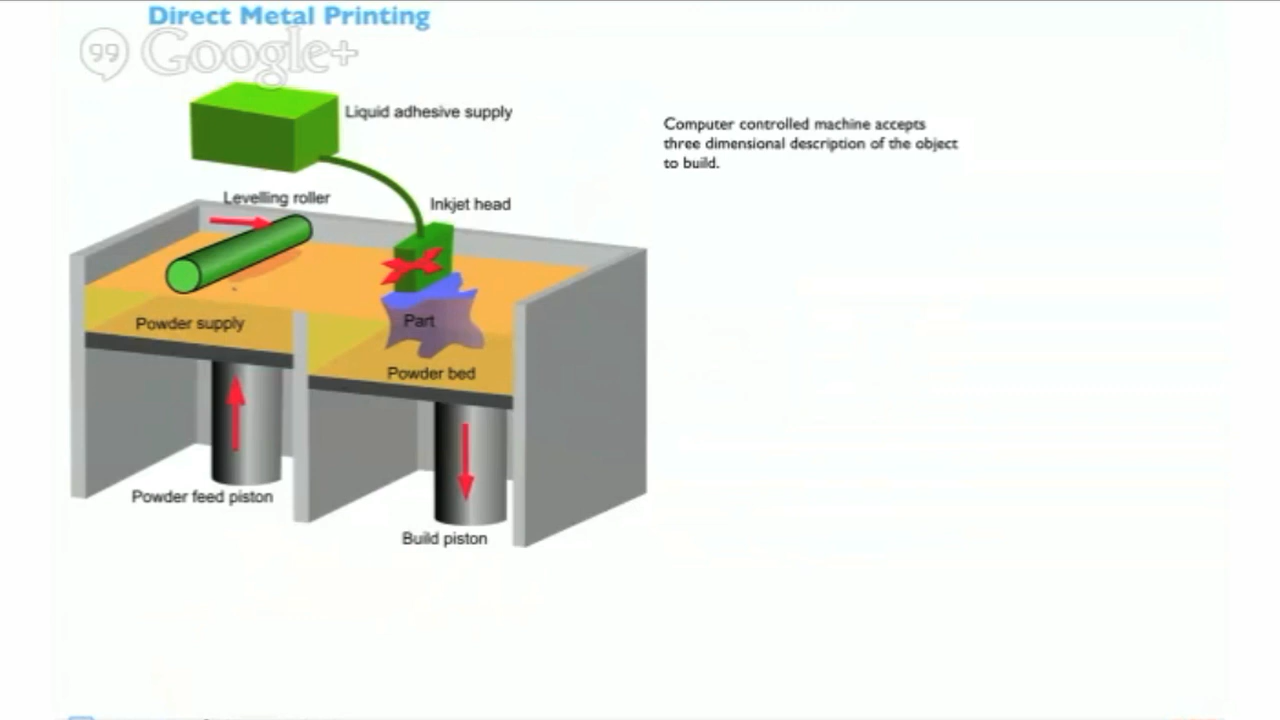 Direct Metal Printing
Google+
Liquid adhesive supply
Computer controlled machine accepts
three dimensional description of the object
to build.
Levelling roller
Inkjet head
Part
Powder supply
Powder bed
Powder feed piston
Build piston